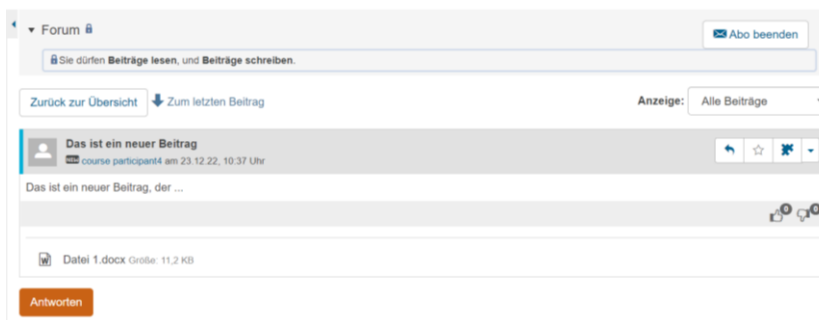 Forum
Abo beenden
Sie dürfen Beiträge lesen, und Beiträge schreiben.
Zurück zur Übersicht
Zum letzten Beitrag
Anzeige:
Alle Beiträge
Das ist ein neuer Beitrag
NEW course participant4 am 23.12.22, 10:37 Uhr
Das ist ein neuer Beitrag, der ...
0 0
W Datei 1.docx Größe: 11,2 KB
Antworten